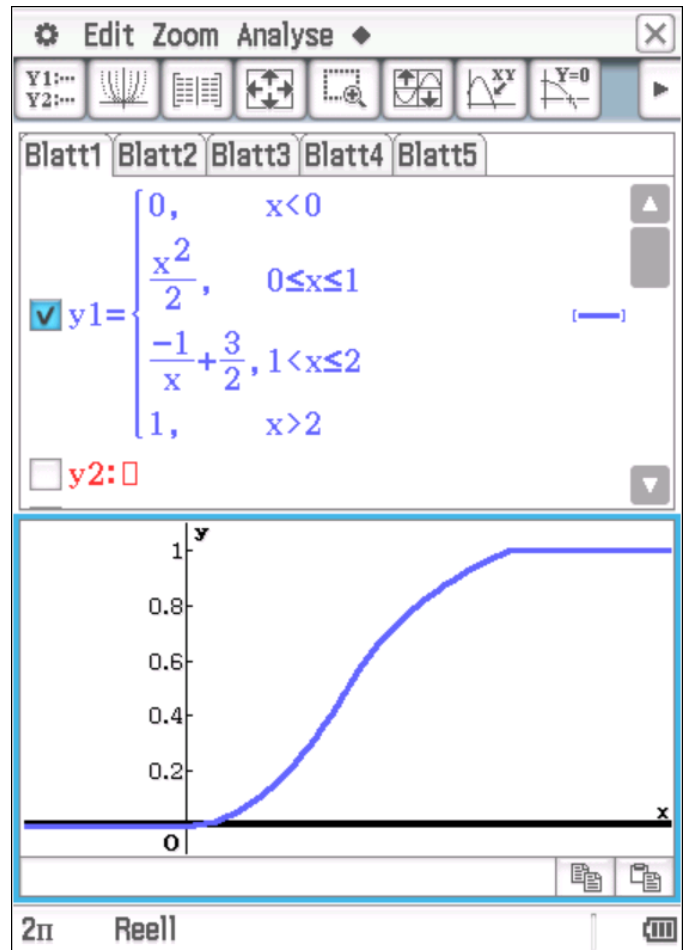 Edit Zoom Analyse
Y1:··· XY Y=0
Y2:···
Blatt1 Blatt2 Blatt3 Blatt4 Blatt5
0, x<0
x²/2, 0≤x≤1
y1=
-1/x+3/2, 1<x≤2
1, x>2
y2:
y
1
0.8
0.6
0.4
0.2
x
O
2π Reell